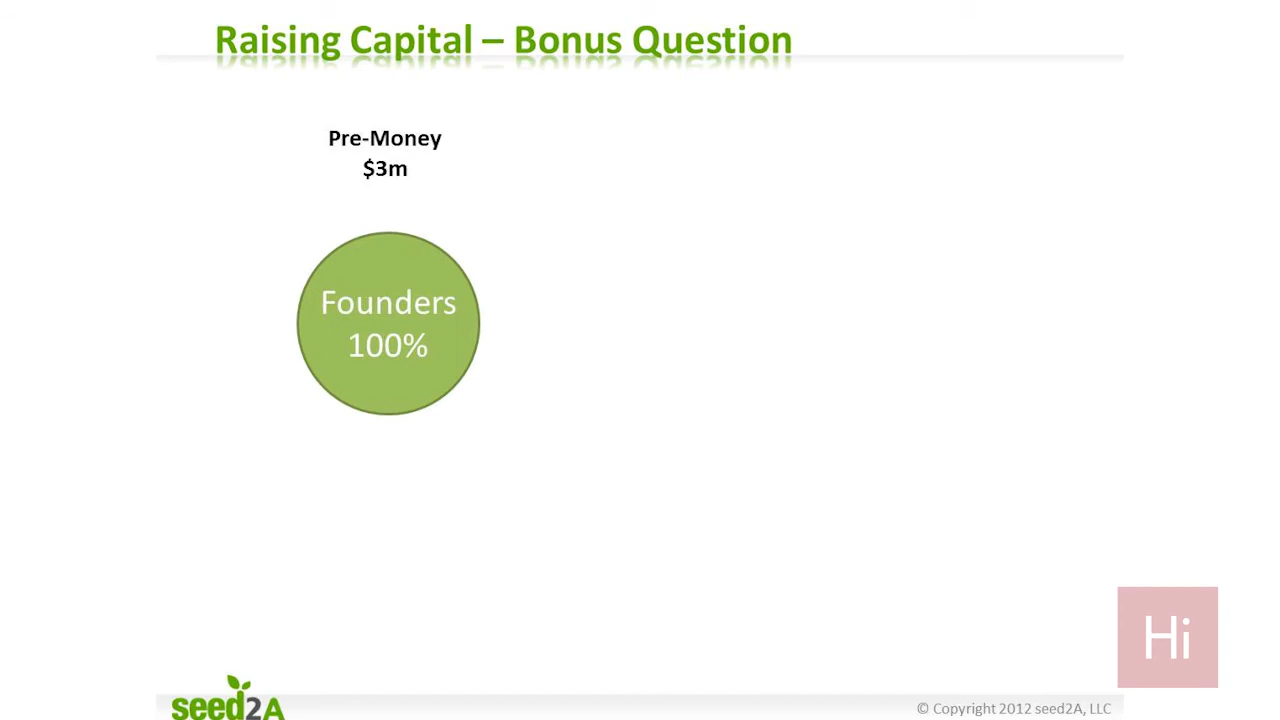 Raising Capital – Bonus Question
Pre-Money
$3m
Founders
100%
Hi
seed2A
© Copyright 2012 seed2A, LLC